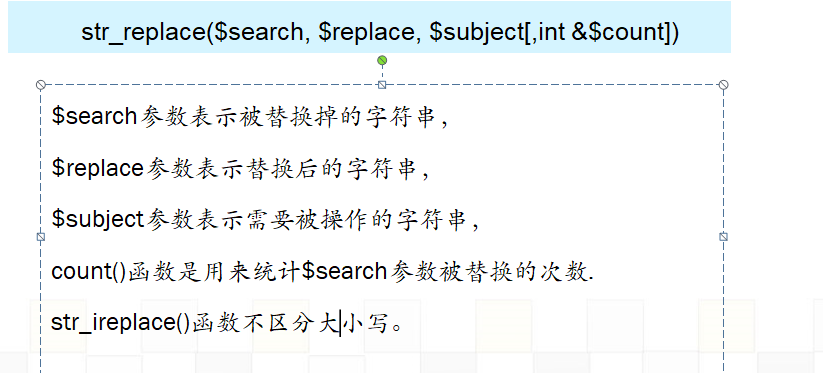 str_replace($search, $replace, $subject[,int &$count])
$search参数表示被替换掉的字符串，
$replace参数表示替换后的字符串，
$subject参数表示需要被操作的字符串，
count()函数是用来统计$search参数被替换的次数.
str_ireplace()函数不区分大小写。